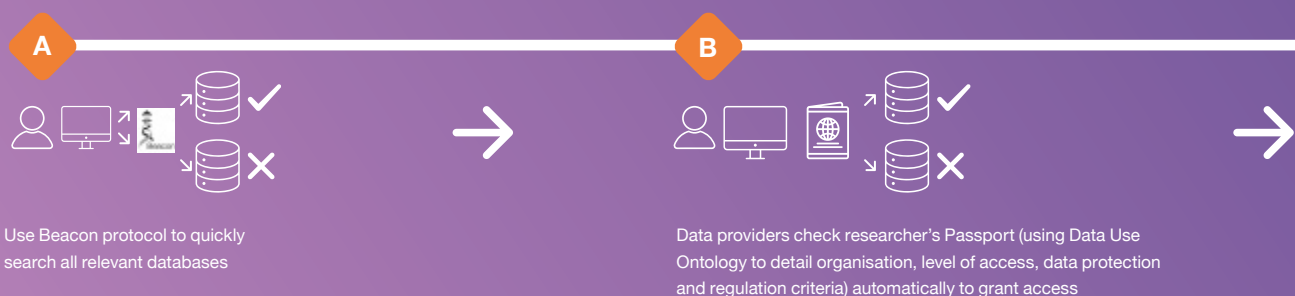 A
B
Beacon
Use Beacon protocol to quickly
search all relevant databases
Data providers check researcher's Passport (using Data Use
Ontology to detail organisation, level of access, data protection
and regulation criteria) automatically to grant access